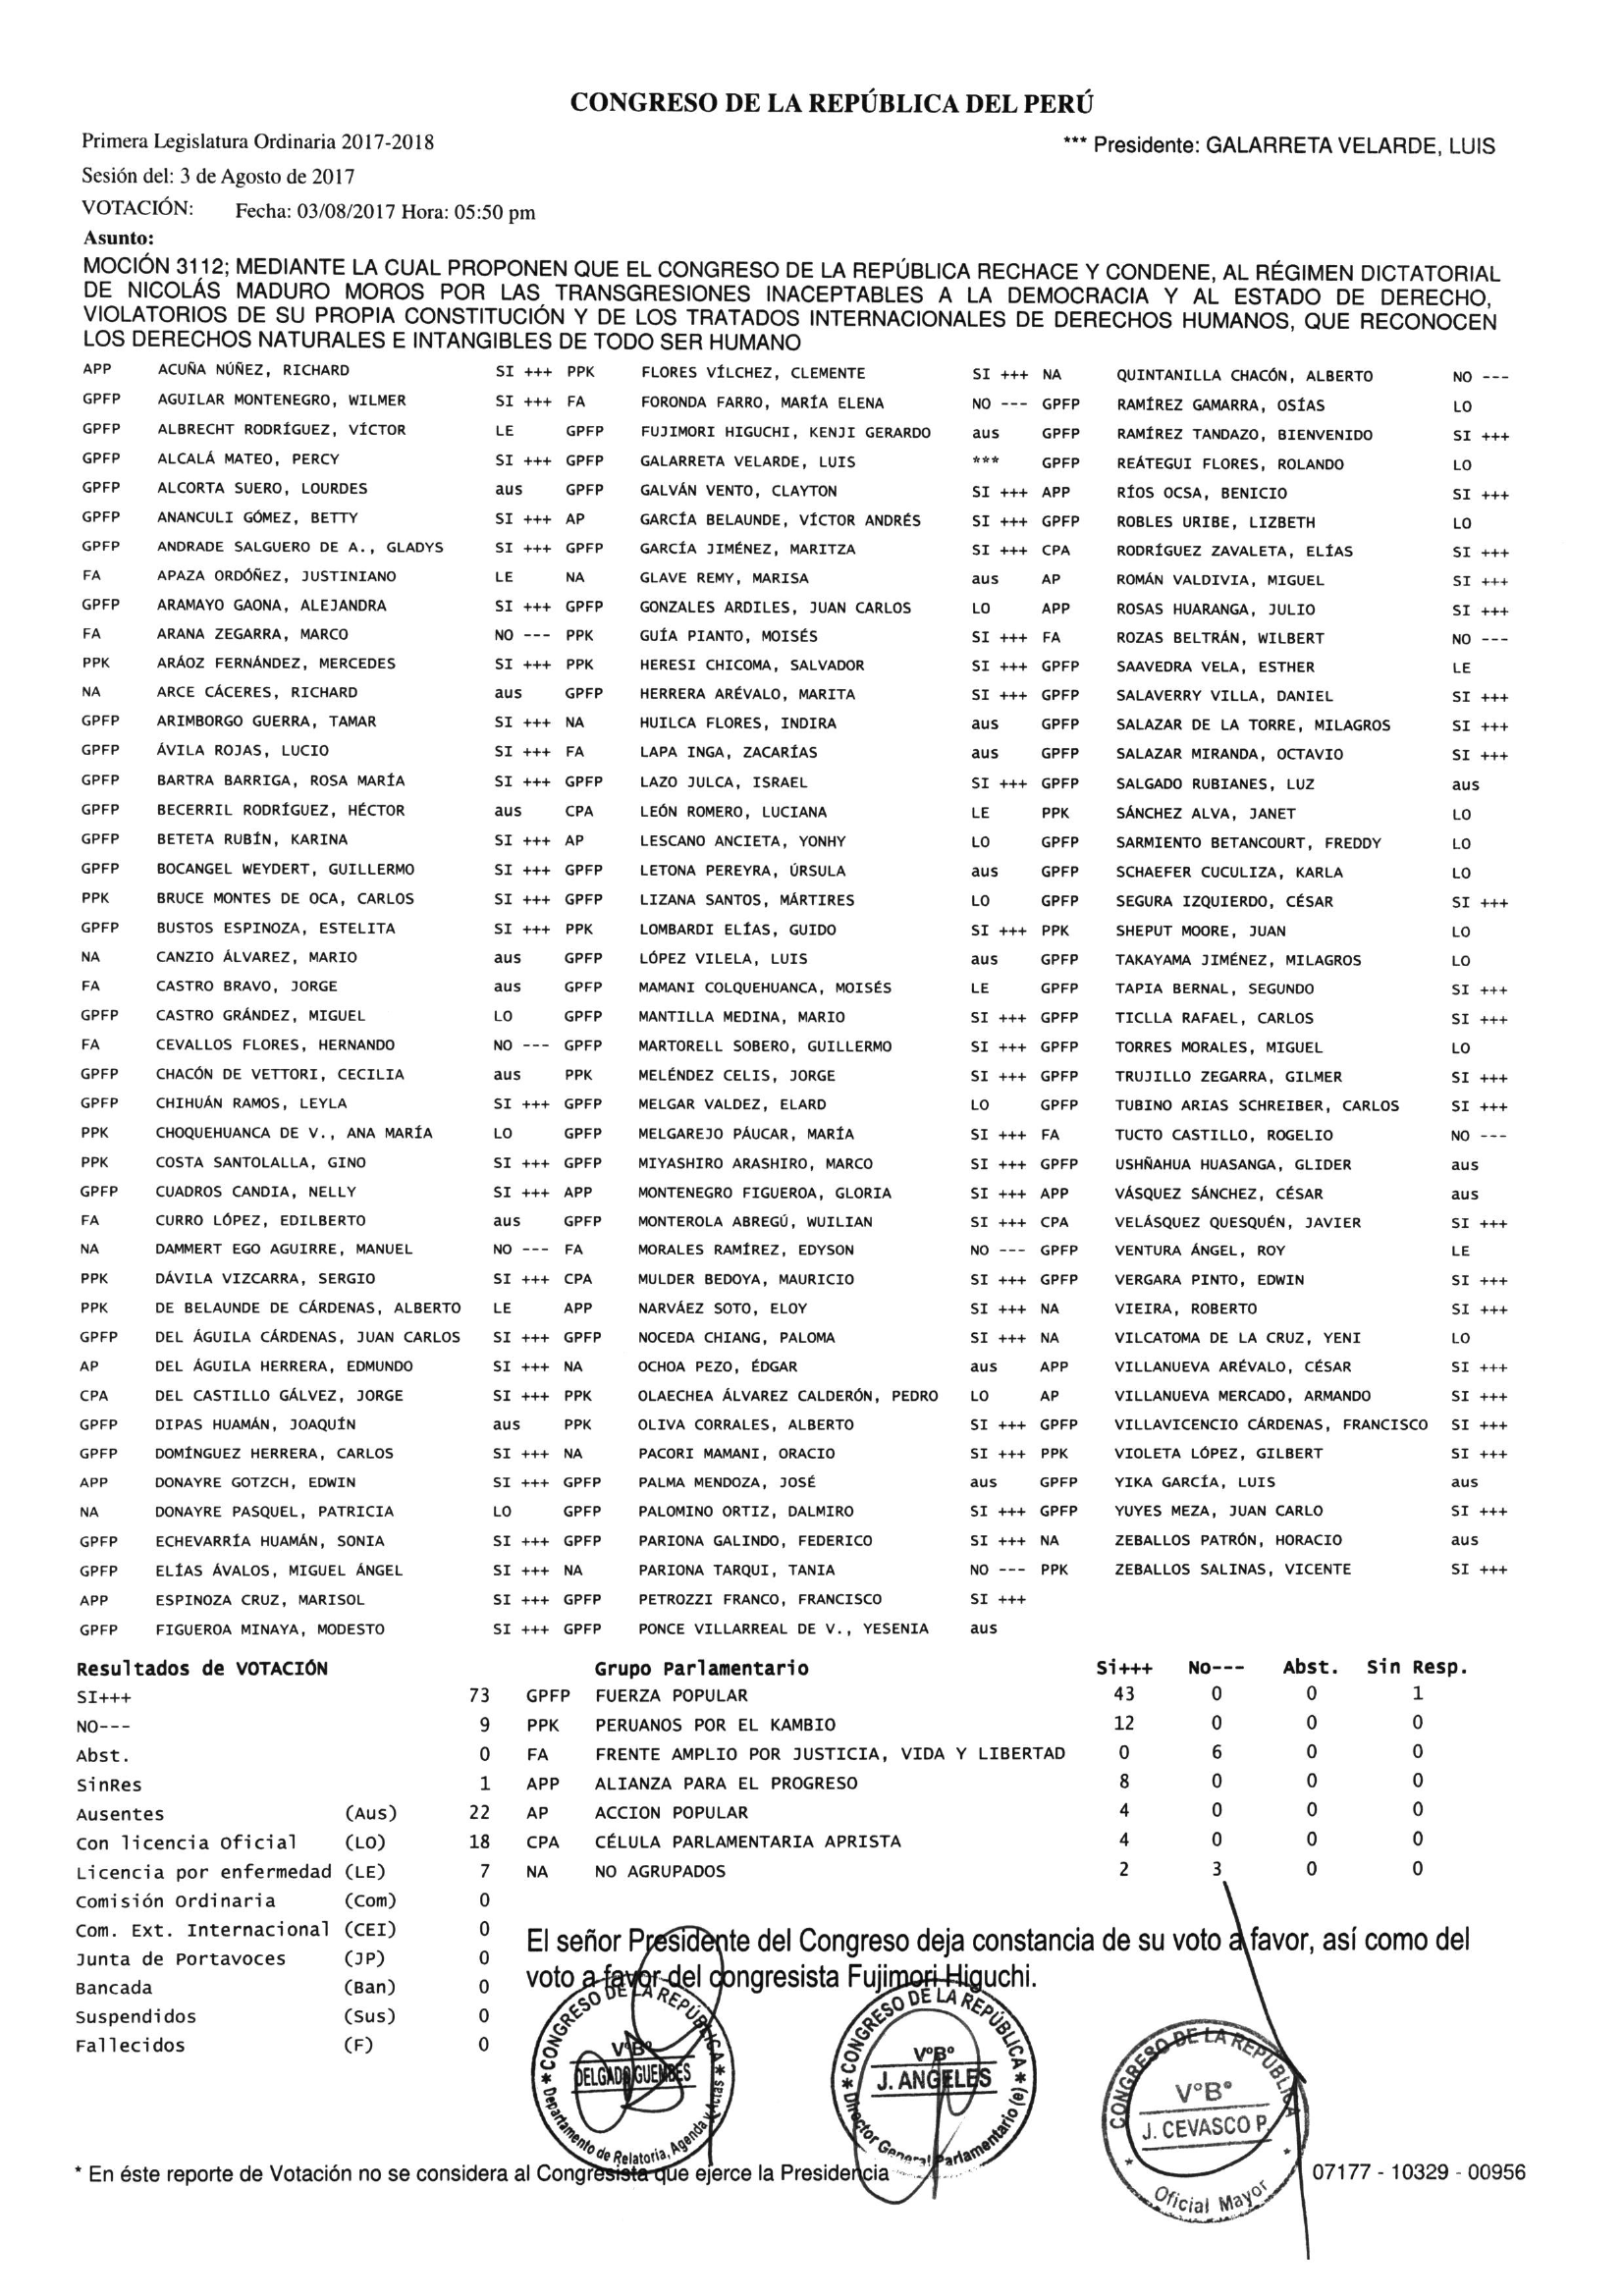 CONGRESO DE LA REPÚBLICA DEL PERÚ
Primera Legislatura Ordinaria 2017-2018 *** Presidente: GALARRETA VELARDE, LUIS
Sesión del: 3 de Agosto de 2017
VOTACIÓN: Fecha: 03/08/2017 Hora: 05:50 pm
Asunto:
MOCIÓN 3112; MEDIANTE LA CUAL PROPONEN QUE EL CONGRESO DE LA REPÚBLICA RECHACE Y CONDENE, AL RÉGIMEN DICTATORIAL
DE NICOLÁS MADURO MOROS POR LAS TRANSGRESIONES INACEPTABLES A LA DEMOCRACIA Y AL ESTADO DE DERECHO,
VIOLATORIOS DE SU PROPIA CONSTITUCIÓN Y DE LOS TRATADOS INTERNACIONALES DE DERECHOS HUMANOS, QUE RECONOCEN
LOS DERECHOS NATURALES E INTANGIBLES DE TODO SER HUMANO
APP ACUÑA NÚÑEZ, RICHARD SI +++ PPK FLORES VÍLCHEZ, CLEMENTE SI +++ NA QUINTANILLA CHACÓN, ALBERTO NO ---
GPFP AGUILAR MONTENEGRO, WILMER SI +++ FA FORONDA FARRO, MARÍA ELENA NO --- GPFP RAMÍREZ GAMARRA, OSÍAS LO
GPFP ALBRECHT RODRÍGUEZ, VÍCTOR LE GPFP FUJIMORI HIGUCHI, KENJI GERARDO aus GPFP RAMÍREZ TANDAZO, BIENVENIDO SI +++
GPFP ALCALÁ MATEO, PERCY SI +++ GPFP GALARRETA VELARDE, LUIS *** GPFP REÁTEGUI FLORES, ROLANDO LO
GPFP ALCORTA SUERO, LOURDES aus GPFP GALVÁN VENTO, CLAYTON SI +++ APP RÍOS OCSA, BENICIO SI +++
GPFP ANANCULI GÓMEZ, BETTY SI +++ AP GARCÍA BELAUNDE, VÍCTOR ANDRÉS SI +++ GPFP ROBLES URIBE, LIZBETH LO
GPFP ANDRADE SALGUERO DE A., GLADYS SI +++ GPFP GARCÍA JIMÉNEZ, MARITZA SI +++ CPA RODRÍGUEZ ZAVALETA, ELÍAS SI +++
FA APAZA ORDÓÑEZ, JUSTINIANO LE NA GLAVE REMY, MARISA aus AP ROMÁN VALDIVIA, MIGUEL SI +++
GPFP ARAMAYO GAONA, ALEJANDRA SI +++ GPFP GONZALES ARDILES, JUAN CARLOS LO APP ROSAS HUARANGA, JULIO SI +++
FA ARANA ZEGARRA, MARCO NO --- PPK GUÍA PIANTO, MOISÉS SI +++ FA ROZAS BELTRÁN, WILBERT NO ---
PPK ARÁOZ FERNÁNDEZ, MERCEDES SI +++ PPK HERESI CHICOMA, SALVADOR SI +++ GPFP SAAVEDRA VELA, ESTHER LE
NA ARCE CÁCERES, RICHARD aus GPFP HERRERA ARÉVALO, MARITA SI +++ GPFP SALAVERRY VILLA, DANIEL SI +++
GPFP ARIMBORGO GUERRA, TAMAR SI +++ NA HUILCA FLORES, INDIRA aus GPFP SALAZAR DE LA TORRE, MILAGROS SI +++
GPFP ÁVILA ROJAS, LUCIO SI +++ FA LAPA INGA, ZACARÍAS aus GPFP SALAZAR MIRANDA, OCTAVIO SI +++
GPFP BARTRA BARRIGA, ROSA MARÍA SI +++ GPFP LAZO JULCA, ISRAEL SI +++ GPFP SALGADO RUBIANES, LUZ aus
GPFP BECERRIL RODRÍGUEZ, HÉCTOR aus CPA LEÓN ROMERO, LUCIANA LE PPK SÁNCHEZ ALVA, JANET LO
GPFP BETETA RUBÍN, KARINA SI +++ AP LESCANO ANCIETA, YONHY LO GPFP SARMIENTO BETANCOURT, FREDDY LO
GPFP BOCANGEL WEYDERT, GUILLERMO SI +++ GPFP LETONA PEREYRA, ÚRSULA aus GPFP SCHAEFER CUCULIZA, KARLA LO
PPK BRUCE MONTES DE OCA, CARLOS SI +++ GPFP LIZANA SANTOS, MÁRTIRES LO GPFP SEGURA IZQUIERDO, CÉSAR SI +++
GPFP BUSTOS ESPINOZA, ESTELITA SI +++ PPK LOMBARDI ELÍAS, GUIDO SI +++ PPK SHEPUT MOORE, JUAN LO
NA CANZIO ÁLVAREZ, MARIO aus GPFP LÓPEZ VILELA, LUIS aus GPFP TAKAYAMA JIMÉNEZ, MILAGROS LO
FA CASTRO BRAVO, JORGE aus GPFP MAMANI COLQUEHUANCA, MOISÉS LE GPFP TAPIA BERNAL, SEGUNDO SI +++
GPFP CASTRO GRÁNDEZ, MIGUEL LO GPFP MANTILLA MEDINA, MARIO SI +++ GPFP TICLLA RAFAEL, CARLOS SI +++
FA CEVALLOS FLORES, HERNANDO NO --- GPFP MARTORELL SOBERO, GUILLERMO SI +++ GPFP TORRES MORALES, MIGUEL LO
GPFP CHACÓN DE VETTORI, CECILIA aus PPK MELÉNDEZ CELIS, JORGE SI +++ GPFP TRUJILLO ZEGARRA, GILMER SI +++
GPFP CHIHUÁN RAMOS, LEYLA SI +++ GPFP MELGAR VALDEZ, ELARD LO GPFP TUBINO ARIAS SCHREIBER, CARLOS SI +++
PPK CHOQUEHUANCA DE V., ANA MARÍA LO GPFP MELGAREJO PÁUCAR, MARÍA SI +++ FA TUCTO CASTILLO, ROGELIO NO ---
PPK COSTA SANTOLALLA, GINO SI +++ GPFP MIYASHIRO ARASHIRO, MARCO SI +++ GPFP USHÑAHUA HUASANGA, GLIDER aus
GPFP CUADROS CANDIA, NELLY SI +++ APP MONTENEGRO FIGUEROA, GLORIA SI +++ APP VÁSQUEZ SÁNCHEZ, CÉSAR aus
FA CURRO LÓPEZ, EDILBERTO aus GPFP MONTEROLA ABREGÚ, WUILIAN SI +++ CPA VELÁSQUEZ QUESQUÉN, JAVIER SI +++
NA DAMMERT EGO AGUIRRE, MANUEL NO --- FA MORALES RAMÍREZ, EDYSON NO --- GPFP VENTURA ÁNGEL, ROY LE
PPK DÁVILA VIZCARRA, SERGIO SI +++ CPA MULDER BEDOYA, MAURICIO SI +++ GPFP VERGARA PINTO, EDWIN SI +++
PPK DE BELAUNDE DE CÁRDENAS, ALBERTO LE APP NARVÁEZ SOTO, ELOY SI +++ NA VIEIRA, ROBERTO SI +++
GPFP DEL ÁGUILA CÁRDENAS, JUAN CARLOS SI +++ GPFP NOCEDA CHIANG, PALOMA SI +++ NA VILCATOMA DE LA CRUZ, YENI LO
AP DEL ÁGUILA HERRERA, EDMUNDO SI +++ NA OCHOA PEZO, ÉDGAR aus APP VILLANUEVA ARÉVALO, CÉSAR SI +++
CPA DEL CASTILLO GÁLVEZ, JORGE SI +++ PPK OLAECHEA ÁLVAREZ CALDERÓN, PEDRO LO AP VILLANUEVA MERCADO, ARMANDO SI +++
GPFP DIPAS HUAMÁN, JOAQUÍN aus PPK OLIVA CORRALES, ALBERTO SI +++ GPFP VILLAVICENCIO CÁRDENAS, FRANCISCO SI +++
GPFP DOMÍNGUEZ HERRERA, CARLOS SI +++ NA PACORI MAMANI, ORACIO SI +++ PPK VIOLETA LÓPEZ, GILBERT SI +++
APP DONAYRE GOTZCH, EDWIN SI +++ GPFP PALMA MENDOZA, JOSÉ aus GPFP YIKA GARCÍA, LUIS aus
NA DONAYRE PASQUEL, PATRICIA LO GPFP PALOMINO ORTIZ, DALMIRO SI +++ GPFP YUYES MEZA, JUAN CARLO SI +++
GPFP ECHEVARRÍA HUAMÁN, SONIA SI +++ GPFP PARIONA GALINDO, FEDERICO SI +++ NA ZEBALLOS PATRÓN, HORACIO aus
GPFP ELÍAS ÁVALOS, MIGUEL ÁNGEL SI +++ NA PARIONA TARQUI, TANIA NO --- PPK ZEBALLOS SALINAS, VICENTE SI +++
APP ESPINOZA CRUZ, MARISOL SI +++ GPFP PETROZZI FRANCO, FRANCISCO SI +++
GPFP FIGUEROA MINAYA, MODESTO SI +++ GPFP PONCE VILLARREAL DE V., YESENIA aus
Resultados de VOTACIÓN Grupo Parlamentario Si+++ No--- Abst. Sin Resp.
SI+++ 73 GPFP FUERZA POPULAR 43 0 0 1
NO--- 9 PPK PERUANOS POR EL KAMBIO 12 0 0 0
Abst. 0 FA FRENTE AMPLIO POR JUSTICIA, VIDA Y LIBERTAD 0 6 0 0
SinRes 1 APP ALIANZA PARA EL PROGRESO 8 0 0 0
Ausentes (Aus) 22 AP ACCION POPULAR 4 0 0 0
Con licencia Oficial (LO) 18 CPA CÉLULA PARLAMENTARIA APRISTA 4 0 0 0
Licencia por enfermedad (LE) 7 NA NO AGRUPADOS 2 3 0 0
Comisión Ordinaria (Com) 0
Com. Ext. Internacional (CEI) 0
Junta de Portavoces (JP) 0
Bancada (Ban) 0
Suspendidos (Sus) 0
Fallecidos (F) 0
El señor Presidente del Congreso deja constancia de su voto a favor, así como del
voto a favor del congresista Fujimori Higuchi.
CONGRESO DE LA REPÚBLICA
V°B°
DELGADO GUEMBES
Departamento de Relatoría, Agenda y Actas
CONGRESO DE LA REPÚBLICA
V°B°
J. ANGELES
Director General Parlamentario (e)
CONGRESO DE LA REPÚBLICA
V°B°
J. CEVASCO P.
Oficial Mayor
* En éste reporte de Votación no se considera al Congresista que ejerce la Presidencia
07177 - 10329 - 00956